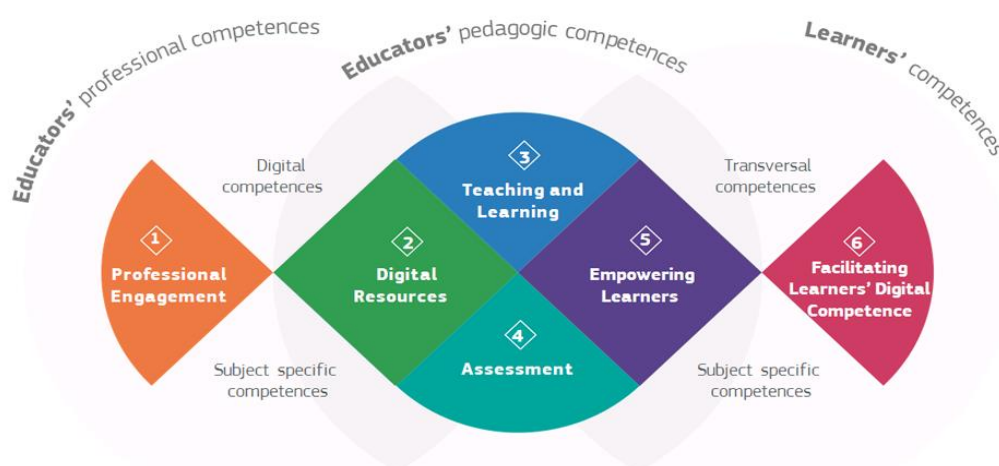 Educators' professional competences
Educators' pedagogic competences
Learners' competences
Digital
competences
Transversal
competences
3
Teaching and
Learning
1
Professional
Engagement
2
Digital
Resources
5
Empowering
Learners
6
Facilitating
Learners' Digital
Competence
4
Assessment
Subject specific
competences
Subject specific
competences